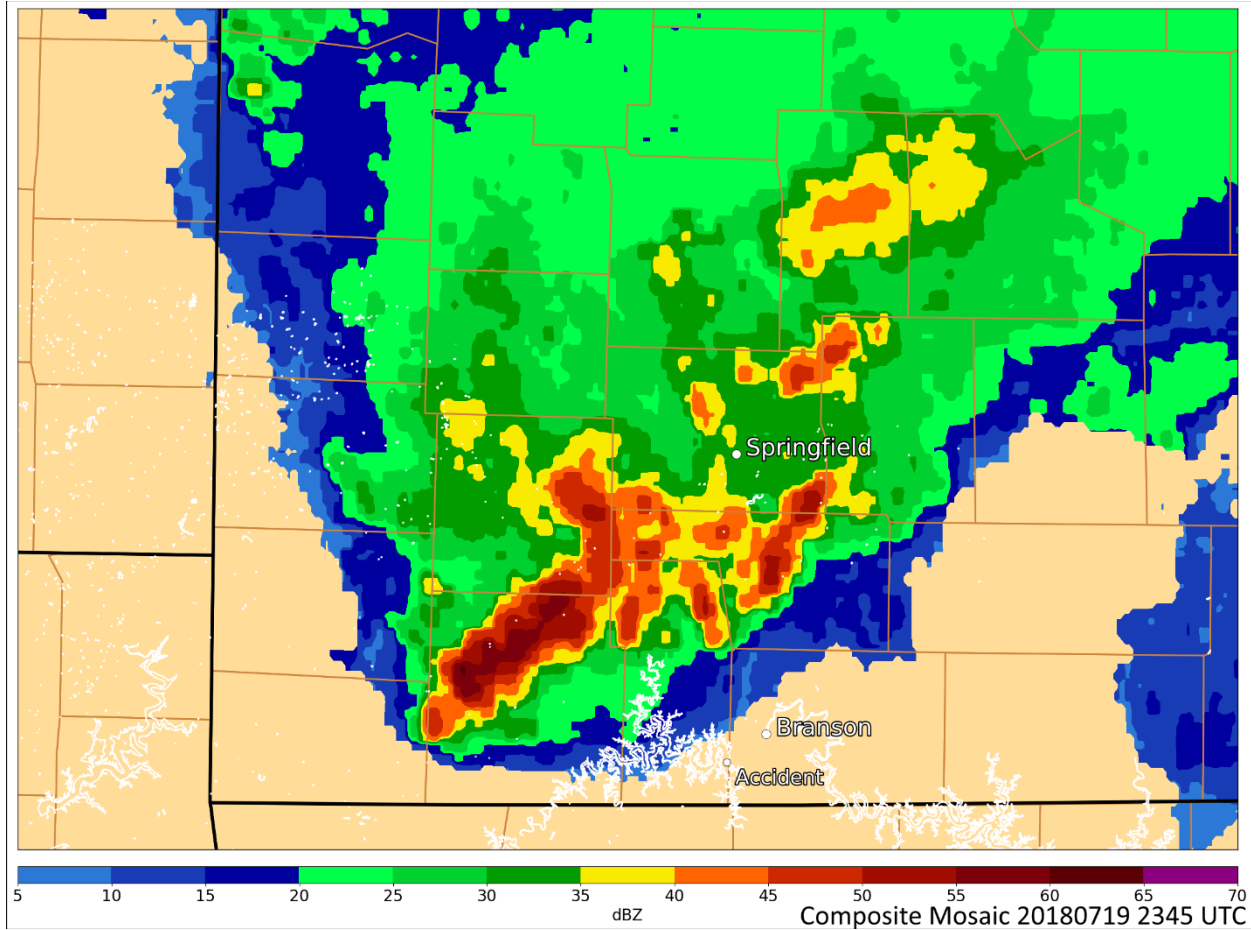 Springfield
Branson
Accident
5 10 15 20 25 30 35 40 45 50 55 60 65 70
dBZ
Composite Mosaic 20180719 2345 UTC